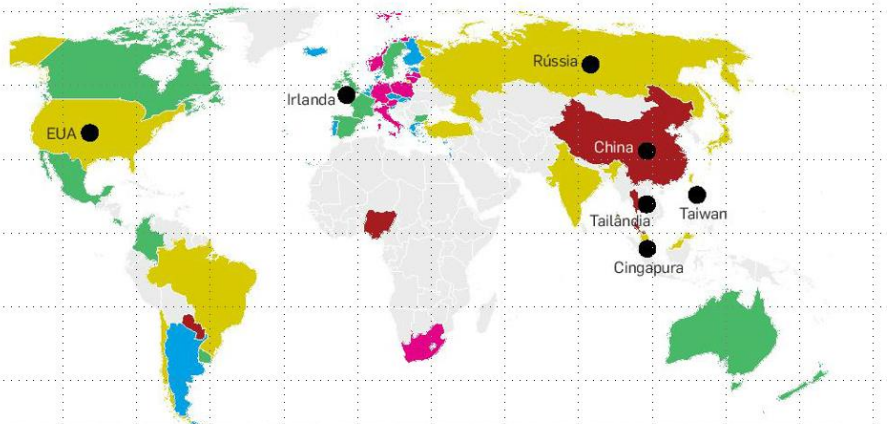 Rússia
Irlanda
EUA
China
Tailândia
Taiwan
Cingapura